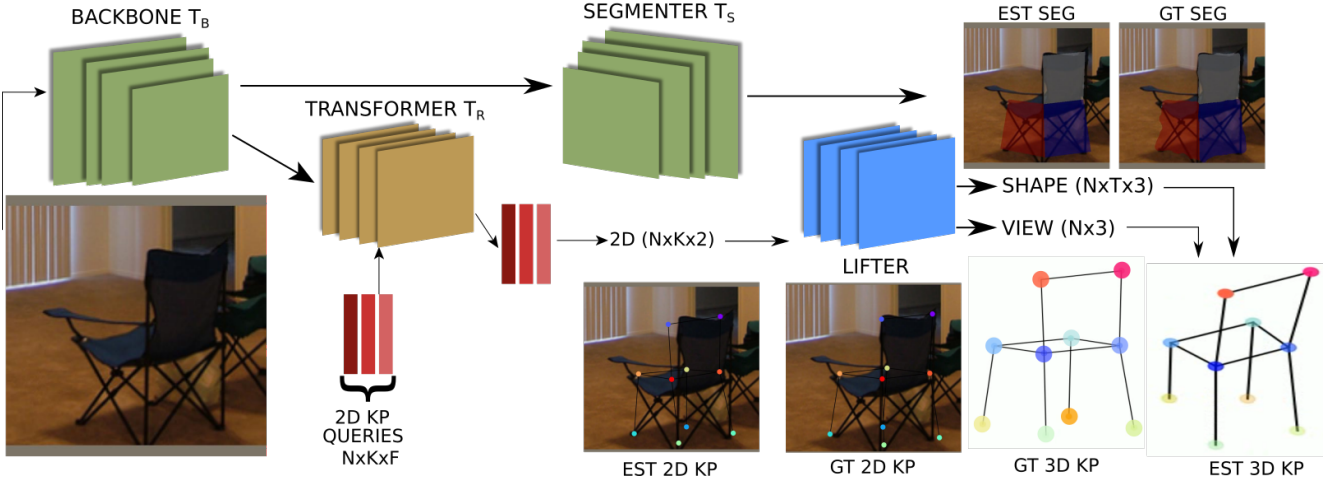 BACKBONE T_B
SEGMENTER T_S
EST SEG
GT SEG
TRANSFORMER T_R
SHAPE (NxTx3)
2D (NxKx2)
VIEW (Nx3)
LIFTER
2D KP
QUERIES
NxKxF
EST 2D KP
GT 2D KP
GT 3D KP
EST 3D KP